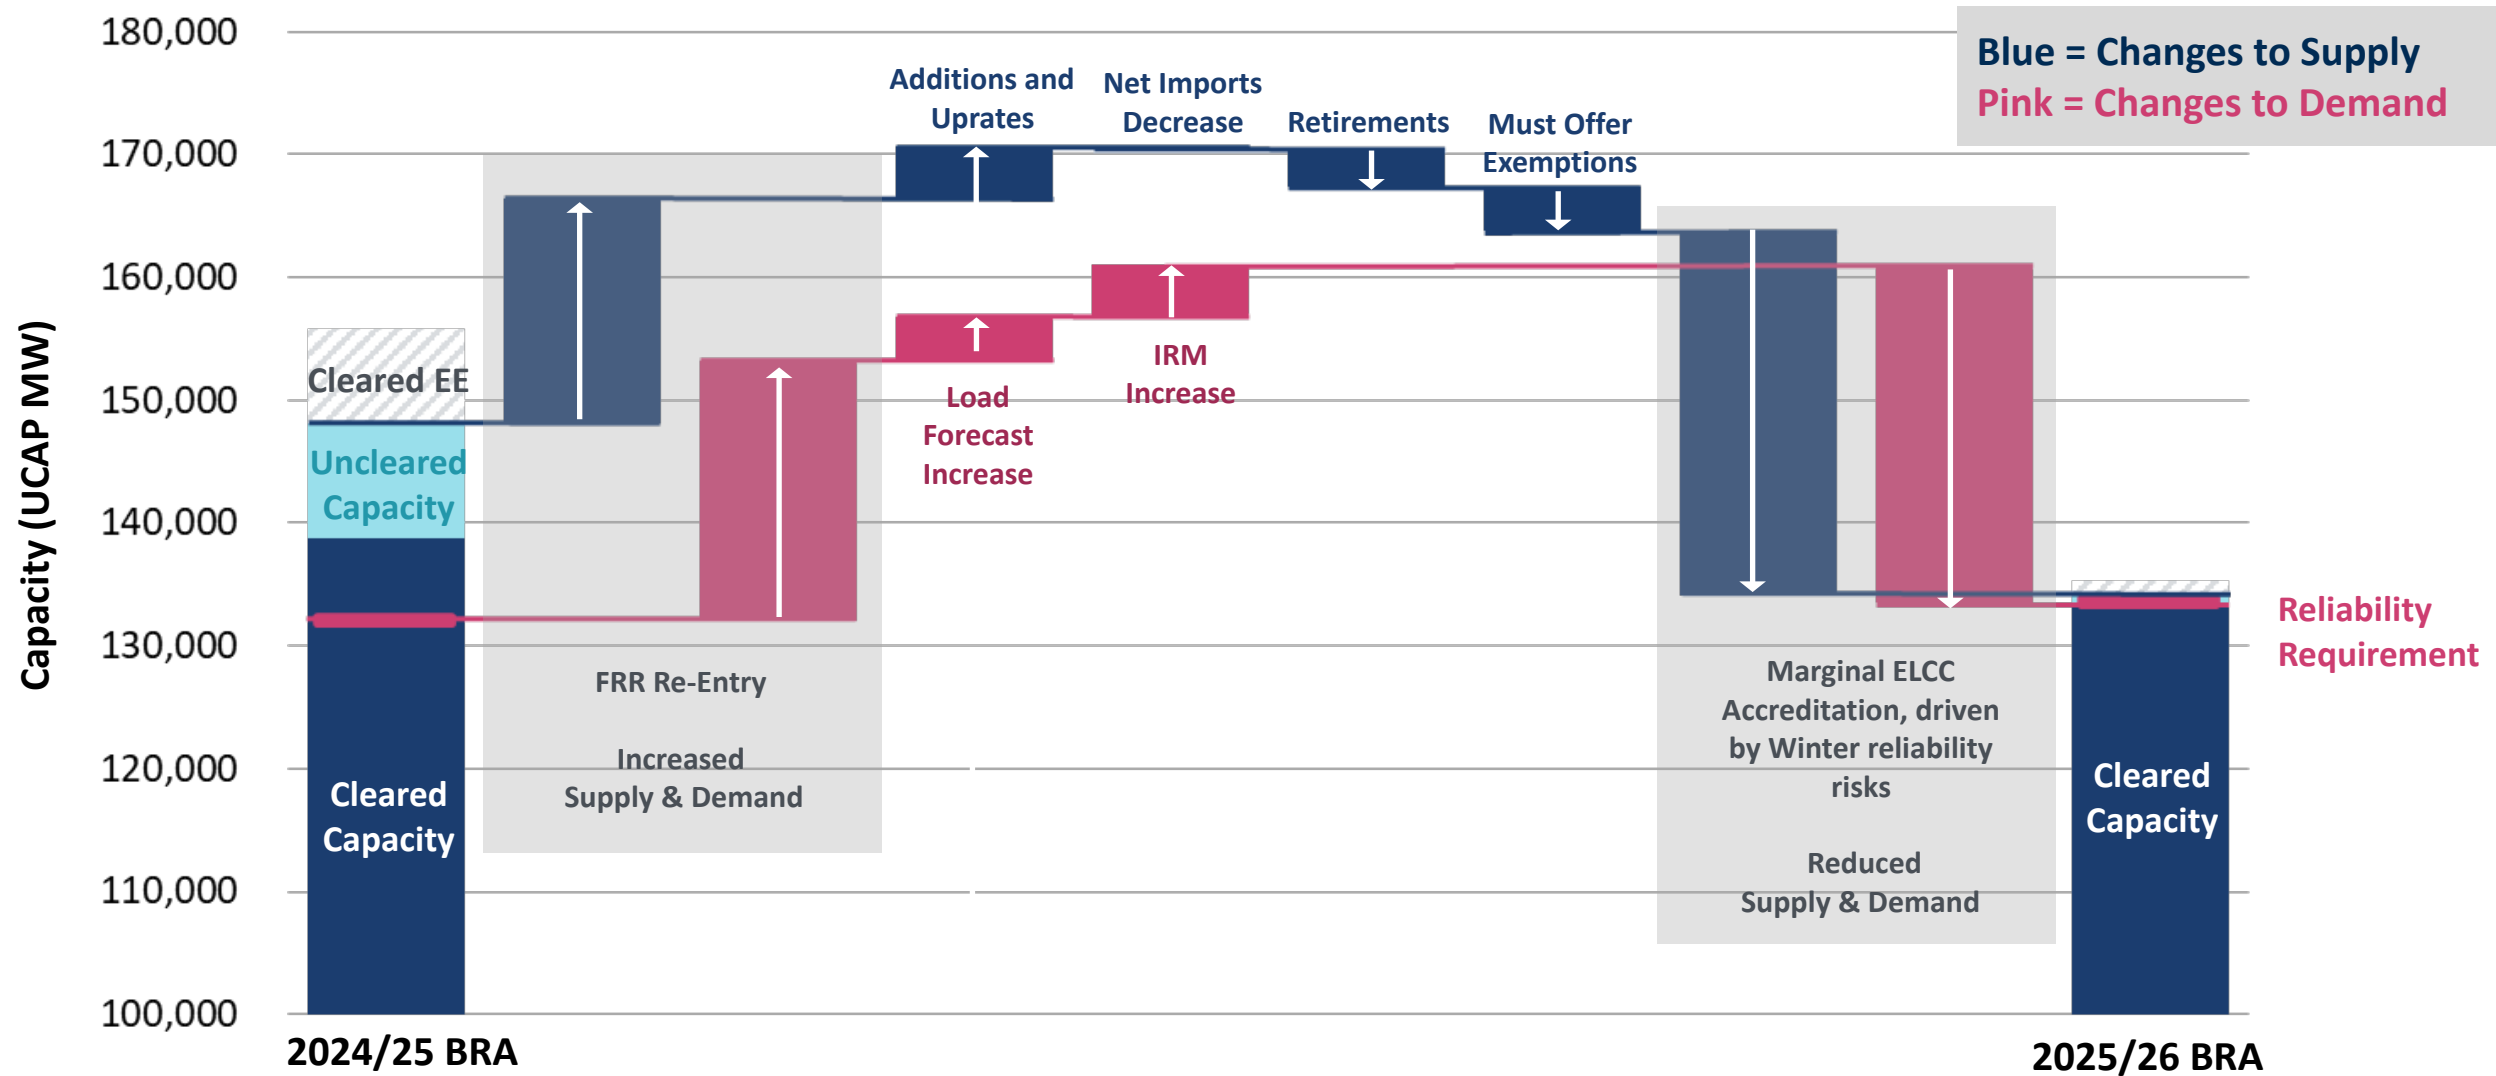 Capacity (UCAP MW)
180,000
170,000
160,000
150,000
140,000
130,000
120,000
110,000
100,000
Blue = Changes to Supply
Pink = Changes to Demand
Additions and
Uprates
Net Imports
Decrease
Retirements
Must Offer
Exemptions
Cleared EE
Uncleared
Capacity
Cleared
Capacity
FRR Re-Entry
Increased
Supply & Demand
Load
Forecast
Increase
IRM
Increase
Marginal ELCC
Accreditation, driven
by Winter reliability
risks
Reduced
Supply & Demand
Cleared
Capacity
Reliability
Requirement
2024/25 BRA
2025/26 BRA